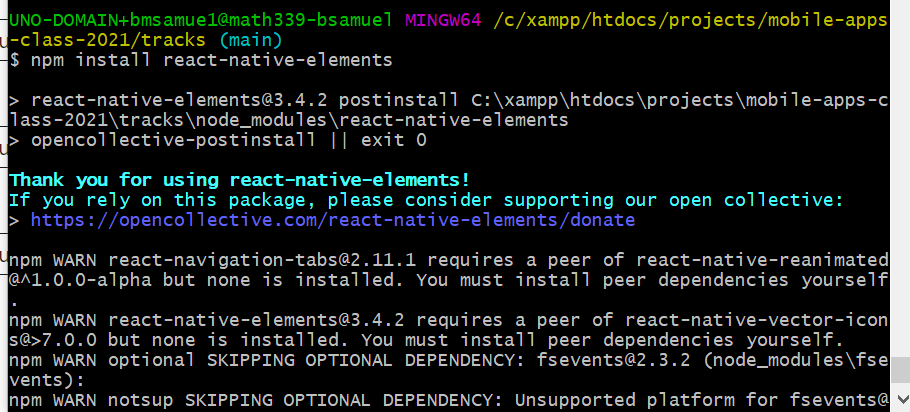 UNO-DOMAIN+bmsamue1@math339-bsamuel MINGW64 /c/xampp/htdocs/projects/mobile-apps
-class-2021/tracks (main)
$ npm install react-native-elements
> react-native-elements@3.4.2 postinstall C:\xampp\htdocs\projects\mobile-apps-c
lass-2021\tracks\node_modules\react-native-elements
> opencollective-postinstall || exit 0
Thank you for using react-native-elements!
If you rely on this package, please consider supporting our open collective:
> https://opencollective.com/react-native-elements/donate
npm WARN react-navigation-tabs@2.11.1 requires a peer of react-native-reanimated
@^1.0.0-alpha but none is installed. You must install peer dependencies yourself
.
npm WARN react-native-elements@3.4.2 requires a peer of react-native-vector-icon
s@>7.0.0 but none is installed. You must install peer dependencies yourself.
npm WARN optional SKIPPING OPTIONAL DEPENDENCY: fsevents@2.3.2 (node_modules\fse
vents):
npm WARN notsup SKIPPING OPTIONAL DEPENDENCY: Unsupported platform for fsevents@